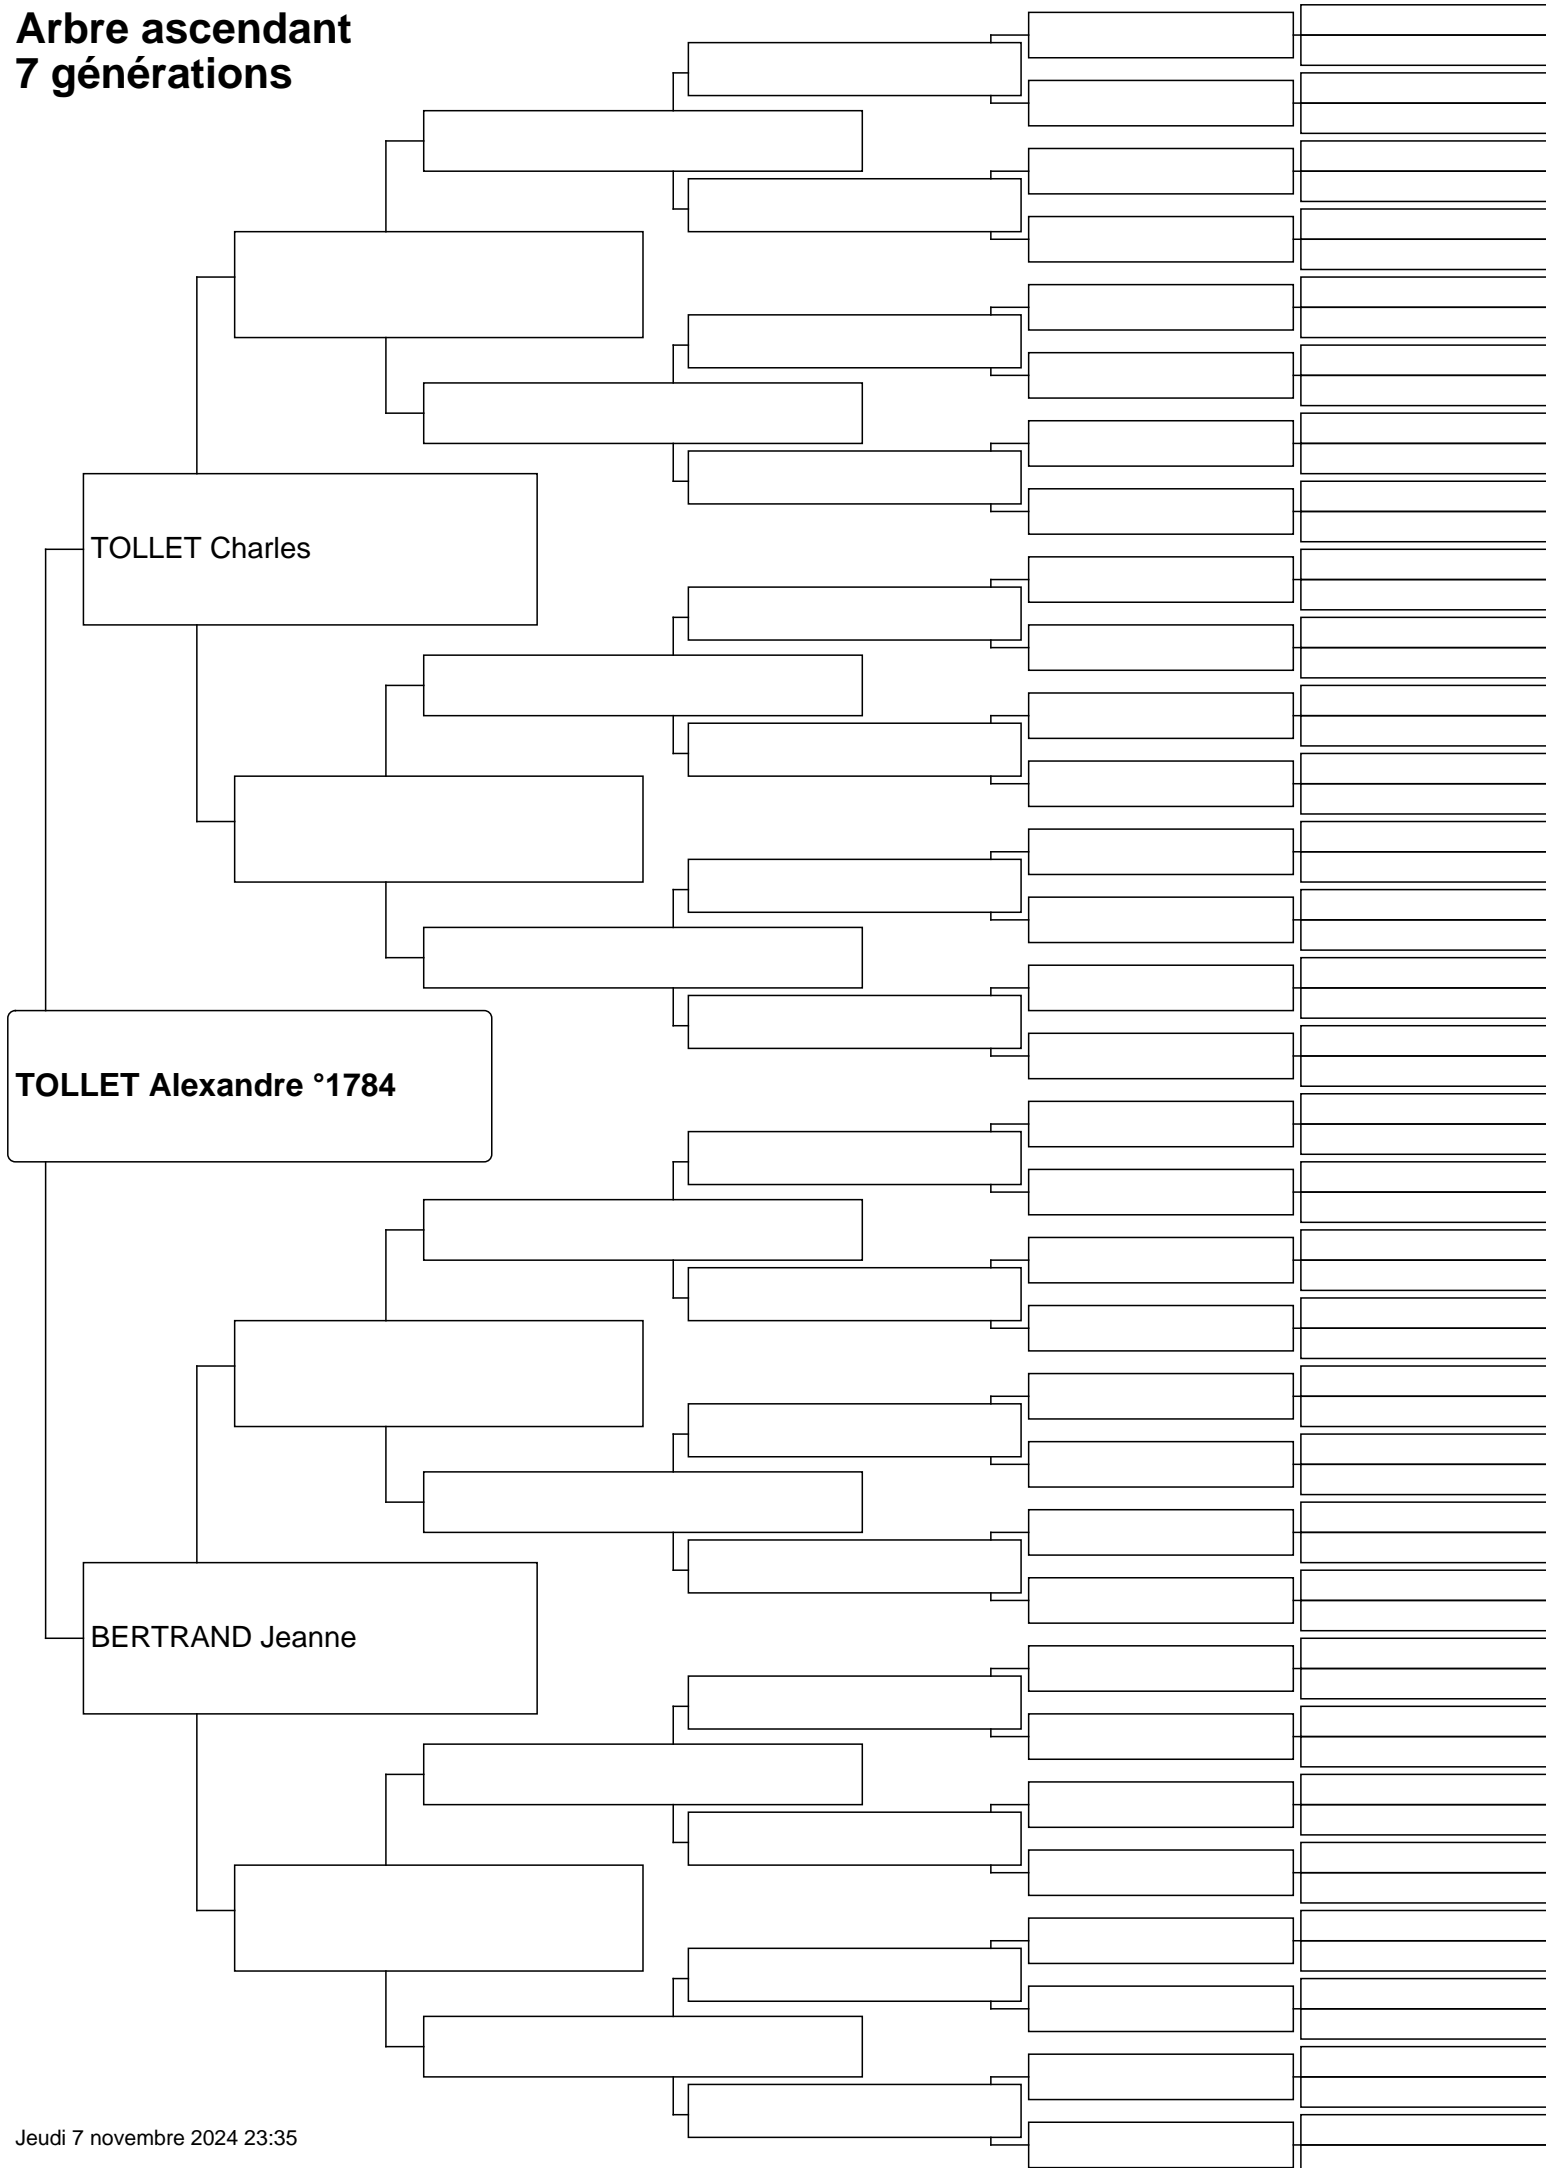 Arbre ascendant
7 générations
TOLLET Charles
TOLLET Alexandre °1784
BERTRAND Jeanne
Jeudi 7 novembre 2024 23:35